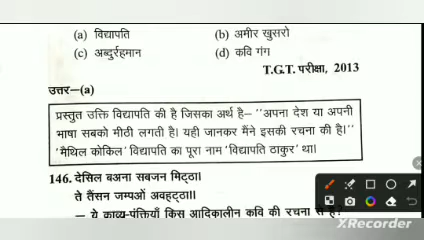 (a) विद्यापति (b) अमीर खुसरो
(c) अब्दुर्रहमान (d) कवि गंग
T.G.T. परीक्षा, 2013
उत्तर—(a)
प्रस्तुत उक्ति विद्यापति की है जिसका अर्थ है– "अपना देश या अपनी
भाषा सबको मीठी लगती है। यही जानकर मैंने इसकी रचना की है।"
'मैथिल कोकिल' विद्यापति का पूरा नाम 'विद्यापति ठाकुर' था।
146. देसिल बअना सबजन मिट्ठा।
ते तैंसन जम्पओं अवहट्ठा।।
– ये काव्य-पंक्तियाँ किस आदिकालीन कवि की रचना से है?
XRecorder